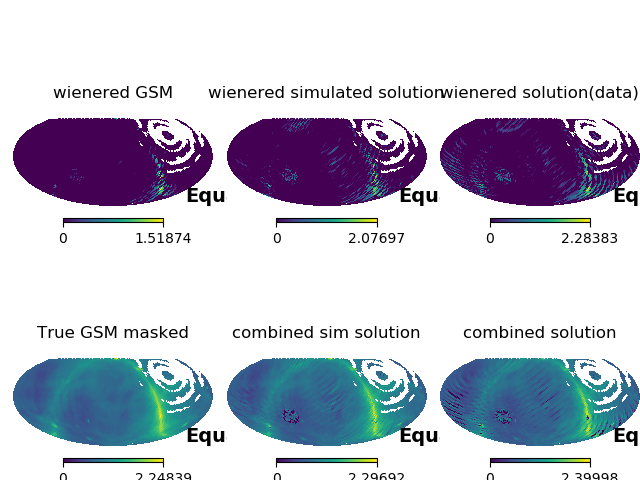 wienered GSM
wienered simulated solution
wienered solution(data)
Equ
Equ
Eq
0 1.51874
0 2.07697
0 2.28383
True GSM masked
combined sim solution
combined solution
Equ
Equ
Eq
0 2.24839
0 2.29692
0 2.39998